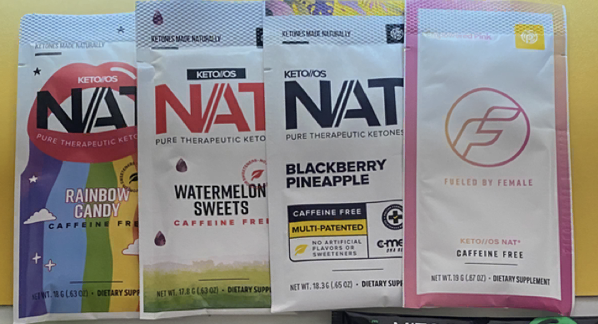 KETONES MADE NATURALLY
KETO//OS
NAT
PURE THERAPEUTIC KETO
RAINBOW
CANDY
CAFFEINE FRE
NET WT. 18 G (.63 OZ) • DIETARY SUP
KETONES MADE NATURALLY
KETO//OS
NAT
PURE THERAPEUTIC KETO
WATERMELON
SWEETS
CAFFEINE FREE
NET WT. 17.8 G (.63 OZ) • DIETARY SUPP
KETONES MADE NATURALLY
KETO//OS
NAT
PURE THERAPEUTIC KETONES
BLACKBERRY
PINEAPPLE
CAFFEINE FREE
MULTI-PATENTED
NO ARTIFICIAL
FLAVORS OR
SWEETENERS
NET WT. 18.3 G (.65 OZ) • DIETARY SUPP
FUELED BY FEMALE
KETO//OS NAT
CAFFEINE FREE
NET WT. 19 G (.67 OZ) • DIETARY SUPPLEMENT